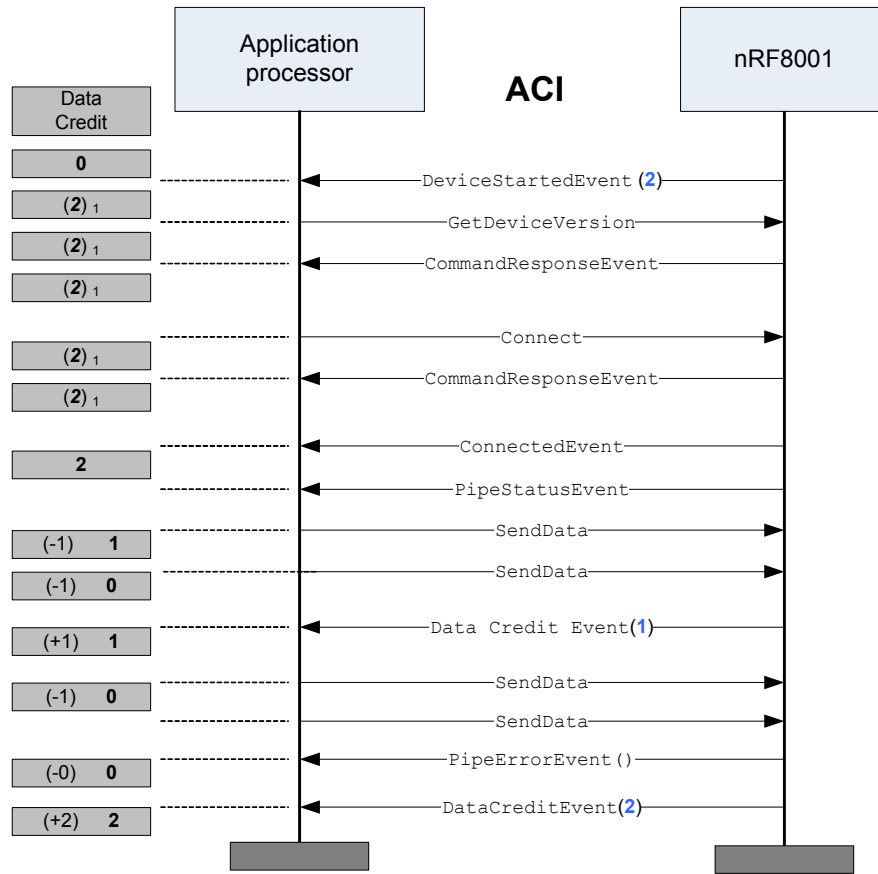 Application
processor
ACI
nRF8001
Data
Credit
0
DeviceStartedEvent (2)
(2) 1
GetDeviceVersion
(2) 1
CommandResponseEvent
(2) 1
Connect
(2) 1
CommandResponseEvent
(2) 1
ConnectedEvent
2
PipeStatusEvent
SendData
(-1) 1
SendData
(-1) 0
Data Credit Event(1)
(+1) 1
SendData
(-1) 0
SendData
PipeErrorEvent()
(-0) 0
DataCreditEvent(2)
(+2) 2